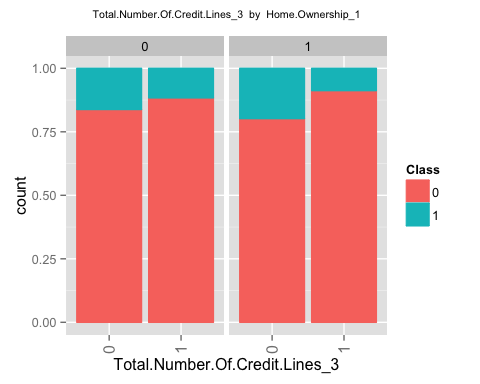 Total.Number.Of.Credit.Lines_3 by Home.Ownership_1
0 1
1.00
0.75
0.50
0.25
0.00
count
0 1 0 1
Total.Number.Of.Credit.Lines_3
Class
0
1